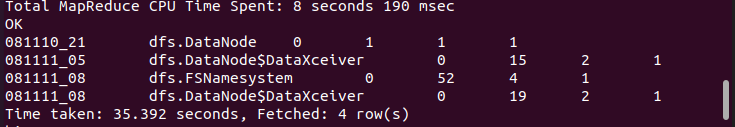 Total MapReduce CPU Time Spent: 8 seconds 190 msec
OK
081110_21 dfs.DataNode 0 1 1 1
081111_05 dfs.DataNode$DataXceiver 0 15 2 1
081111_08 dfs.FSNamesystem 0 52 4 1
081111_08 dfs.DataNode$DataXceiver 0 19 2 1
Time taken: 35.392 seconds, Fetched: 4 row(s)